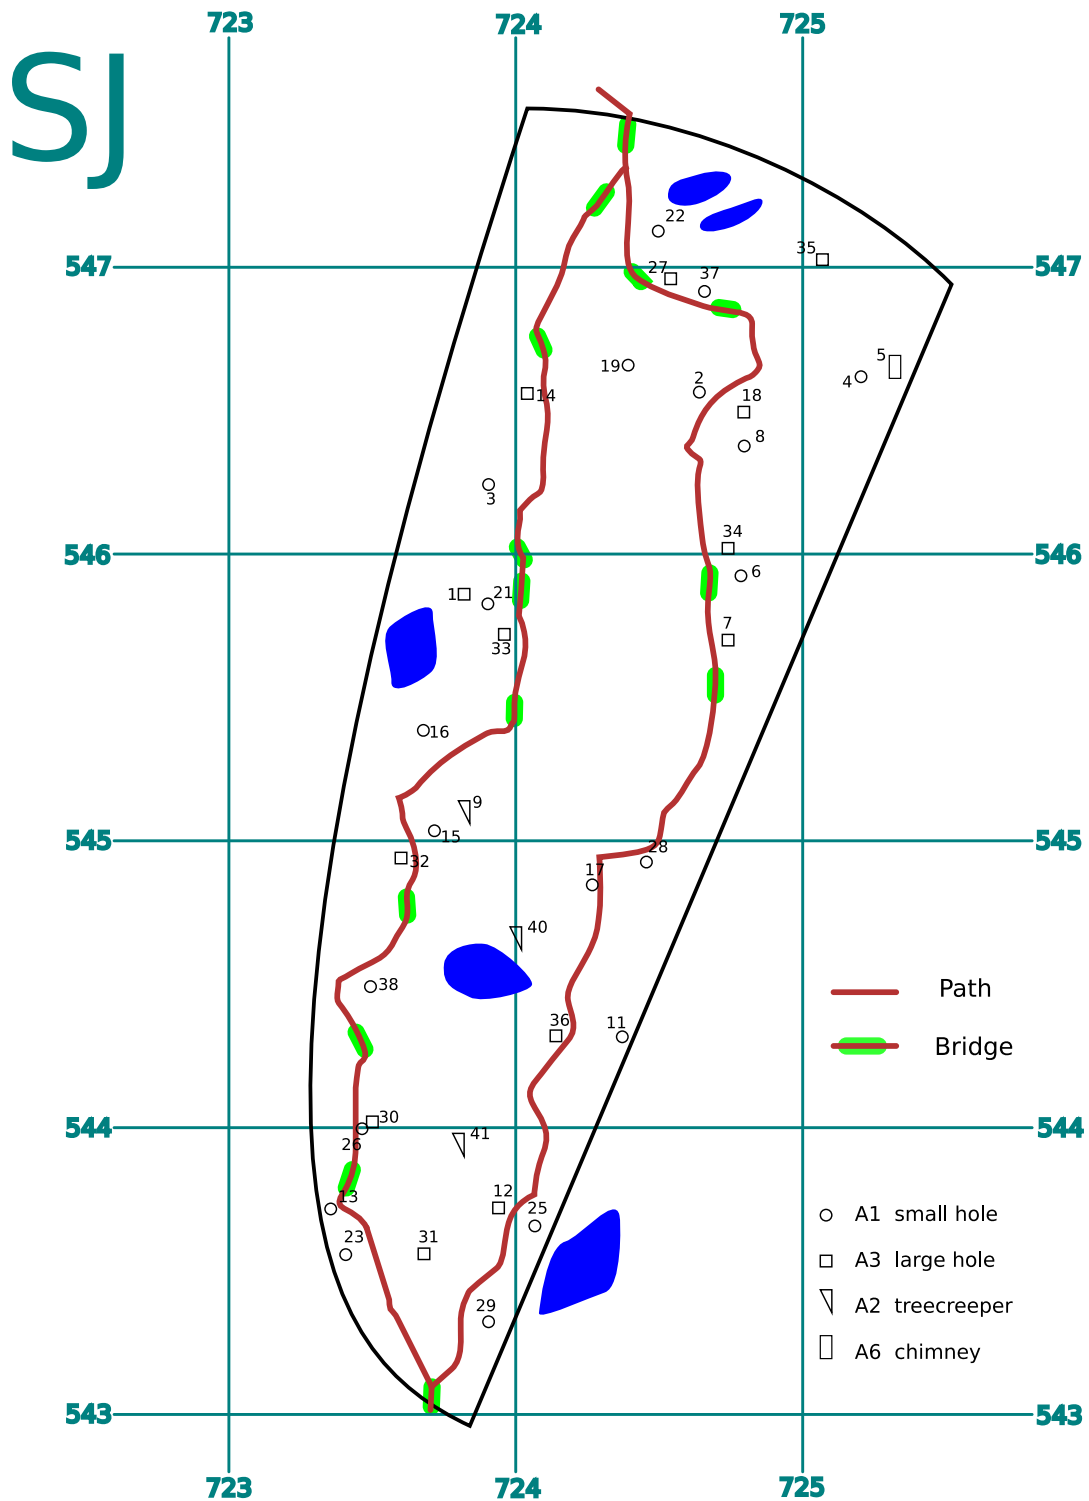 723 724 725
SJ
22
35
547 27 37 547
5
19 2 4
14 18
8
3
34
546 546
1 21 6
33 7
16
9
15
545 545
32 28
17
40
38 Path
36 11
Bridge
30
544 544
26 41
13 12
25 A1 small hole
23 31
A3 large hole
29 A2 treecreeper
A6 chimney
543 543
723 724 725